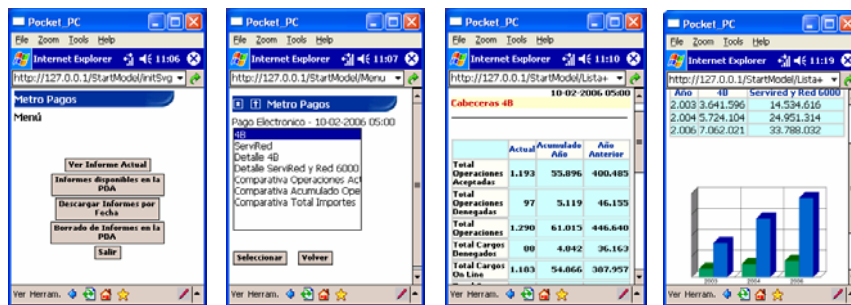 Pocket_PC
File Zoom Tools Help
Internet Explorer 11:06
http://127.0.0.1/StartModel/initSvg
Metro Pagos
Menú
Ver Informe Actual
Informes disponibles en la
PDA
Descargar Informes por
Fecha
Borrado de Informes en la
PDA
Salir
Ver Herram.
Pocket_PC
File Zoom Tools Help
Internet Explorer 11:07
http://127.0.0.1/StartModel/Menu
Metro Pagos
Pago Electronico - 10-02-2006 05:00
4B
ServiRed
Detalle 4B
Detalle ServiRed y Red 6000
Comparativa Operaciones Act
Comparativa Acumulado Ope
Comparativa Total Importes
Seleccionar Volver
Ver Herram.
Pocket_PC
File Zoom Tools Help
Internet Explorer 11:10
http://127.0.0.1/StartModel/Lista+
10-02-2006 05:00
Cabeceras 4B
Actual Acumulado Año Año Anterior
Total Operaciones Aceptadas 1.193 55.896 400.485
Total Operaciones Denegadas 97 5.119 46.155
Total Operaciones 1.290 61.015 446.640
Total Cargos Denegados 80 4.042 36.163
Total Cargos On Line 1.183 54.866 387.957
Ver Herram.
Pocket_PC
File Zoom Tools Help
Internet Explorer 11:19
http://127.0.0.1/StartModel/Lista+
Año 4B Servired y Red 6000
2.003 3.641.596 14.534.616
2.004 5.724.104 24.951.314
2.006 7.062.021 33.788.032
2003 2004 2006
Ver Herram.